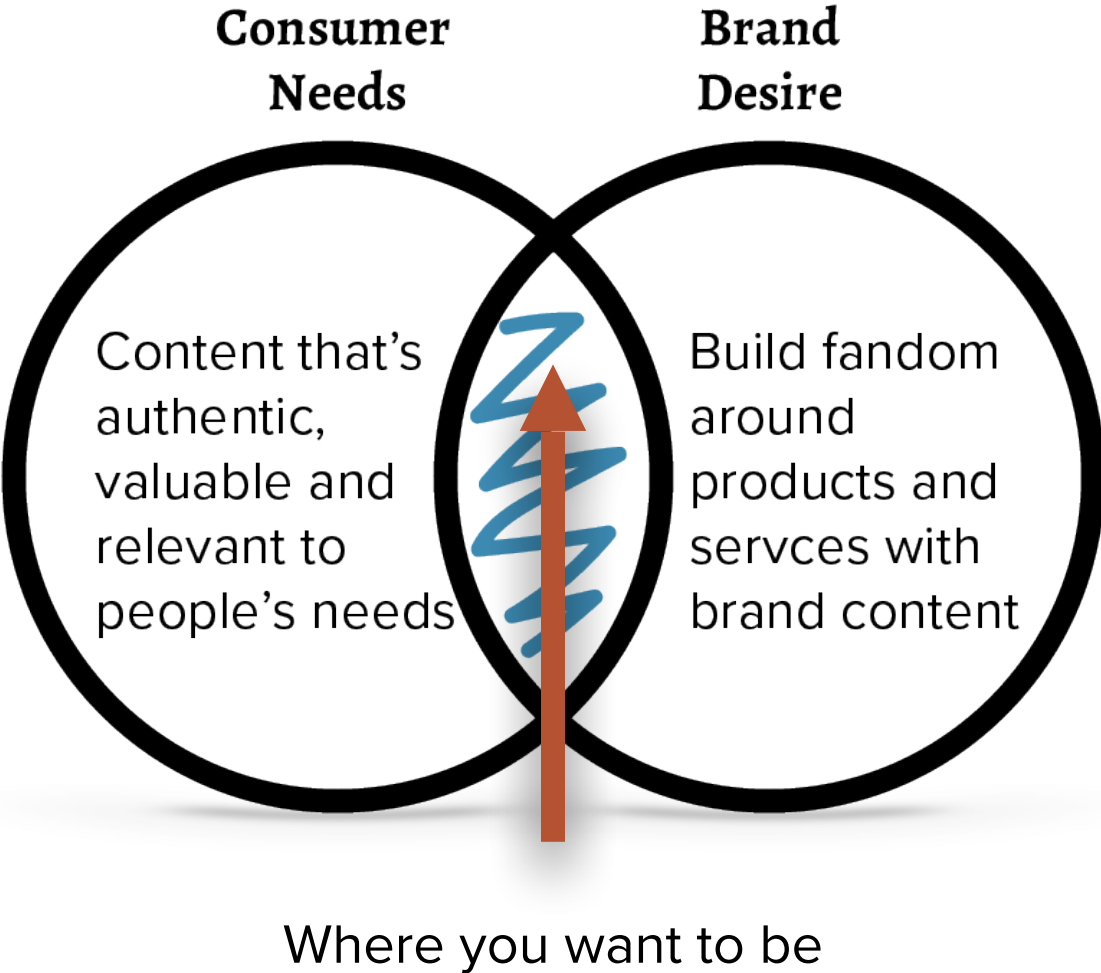 Consumer
Needs
Brand
Desire
Content that’s
authentic,
valuable and
relevant to
people’s needs
Build fandom
around
products and
servces with
brand content
Where you want to be